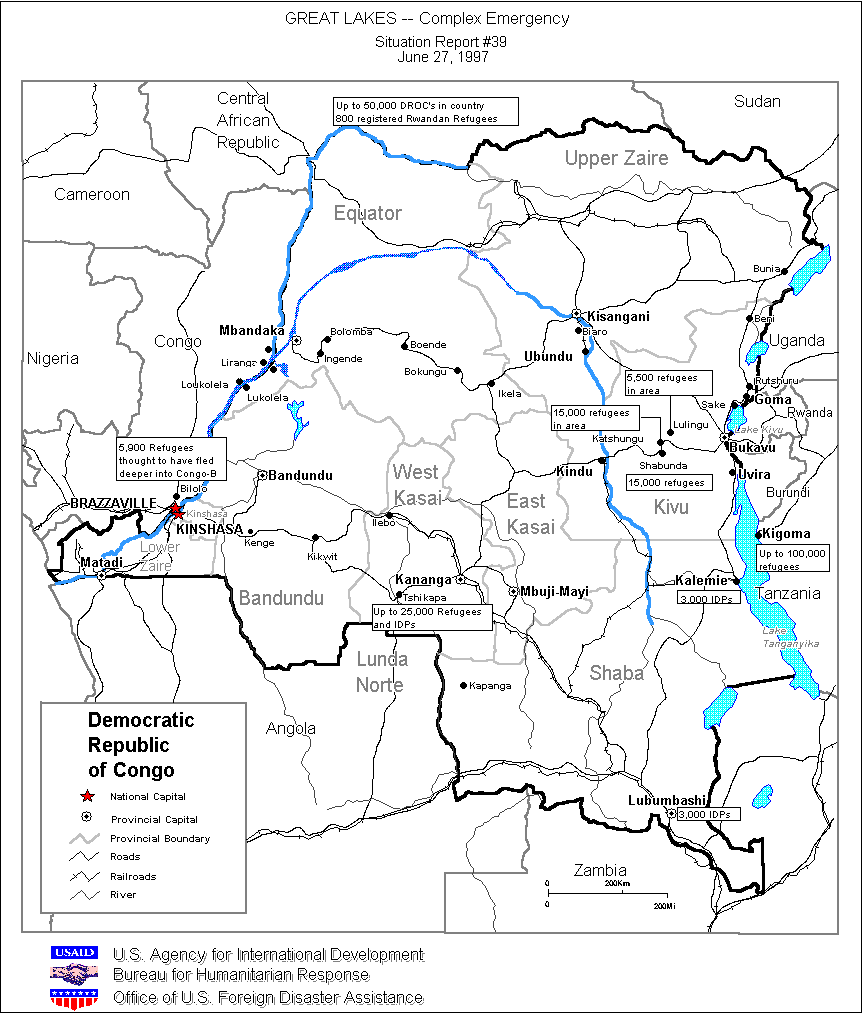 GREAT LAKES -- Complex Emergency
Situation Report #39
June 27, 1997
Central
African
Republic
Up to 50,000 DROC's in country
800 registered Rwandan Refugees
Sudan
Upper Zaire
Cameroon
Equator
Bunia
Kisangani
Beni
Mbandaka
Bolomba
Biaro
Congo
Boende
Uganda
Nigeria
Lirange
Ingende
Ubundu
Bokungu
Loukolela
Lukolela
Ikela
5,500 refugees
in area
Rutshuru
Goma
Sake
Rwanda
15,000 refugees
in area
Lulingu
Lake Kivu
Katshungu
Bukavu
5,900 Refugees
thought to have fled
deeper into Congo-B
Shabunda
Kindu
Uvira
Bandundu
West
Kasai
15,000 refugees
Bilolo
Burundi
BRAZZAVILLE
East
Kasai
Kivu
Kinshasa
Ilebo
KINSHASA
Kigoma
Kenge
Lower
Zaire
Kikwit
Up to 100,000
refugees
Matadi
Kananga
Kalemie
Mbuji-Mayi
Tanzania
Bandundu
Tshikapa
3,000 IDPs
Up to 25,000 Refugees
and IDPs
Lake
Tanganyika
Lunda
Norte
Shaba
Kapanga
Angola
Democratic
Republic
of Congo
National Capital
Provincial Capital
Provincial Boundary
Roads
Railroads
River
Lubumbashi
3,000 IDPs
Zambia
0 200Km
0 200Mi
USAID
U.S. Agency for International Development
Bureau for Humanitarian Response
Office of U.S. Foreign Disaster Assistance